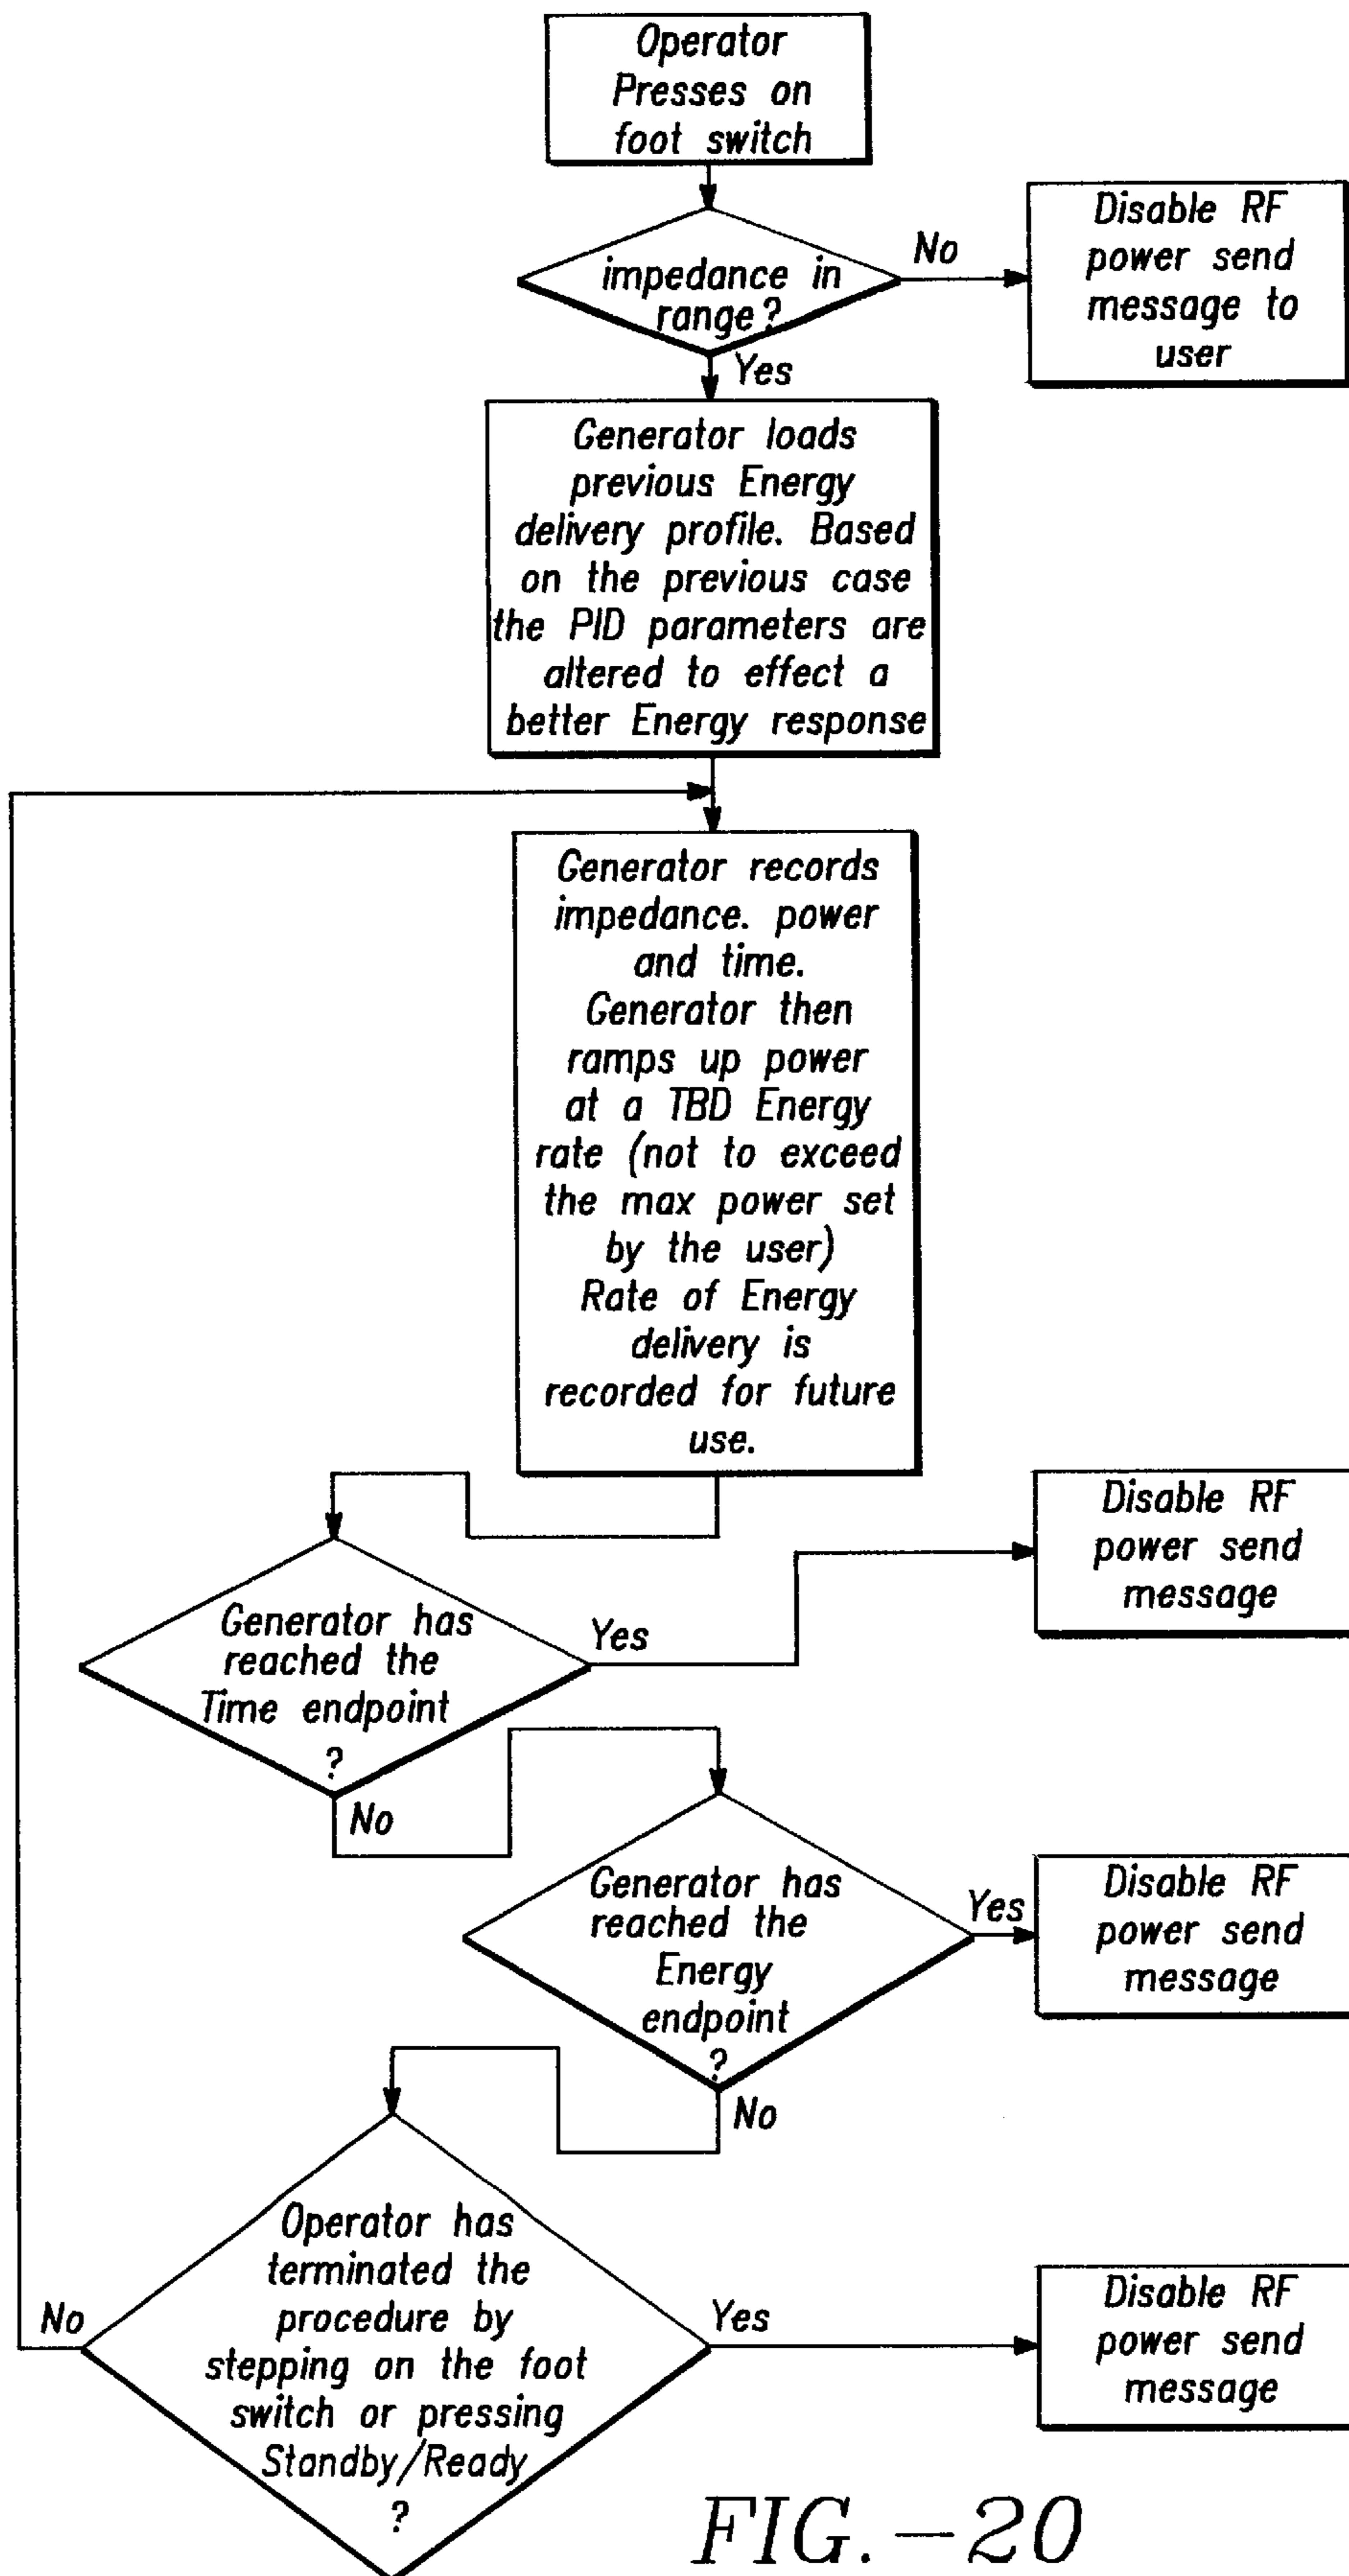 Operator
Presses on
foot switch
impedance in
range?
No
Disable RF
power send
message to
user
Yes
Generator loads
previous Energy
delivery profile. Based
on the previous case
the PID parameters are
altered to effect a
better Energy response
Generator records
impedance. power
and time.
Generator then
ramps up power
at a TBD Energy
rate (not to exceed
the max power set
by the user)
Rate of Energy
delivery is
recorded for future
use.
Generator has
reached the
Time endpoint
?
Yes
Disable RF
power send
message
No
Generator has
reached the
Energy
endpoint
?
Yes
Disable RF
power send
message
No
Operator has
terminated the
procedure by
stepping on the foot
switch or pressing
Standby/Ready
?
No
Yes
Disable RF
power send
message
FIG.-20